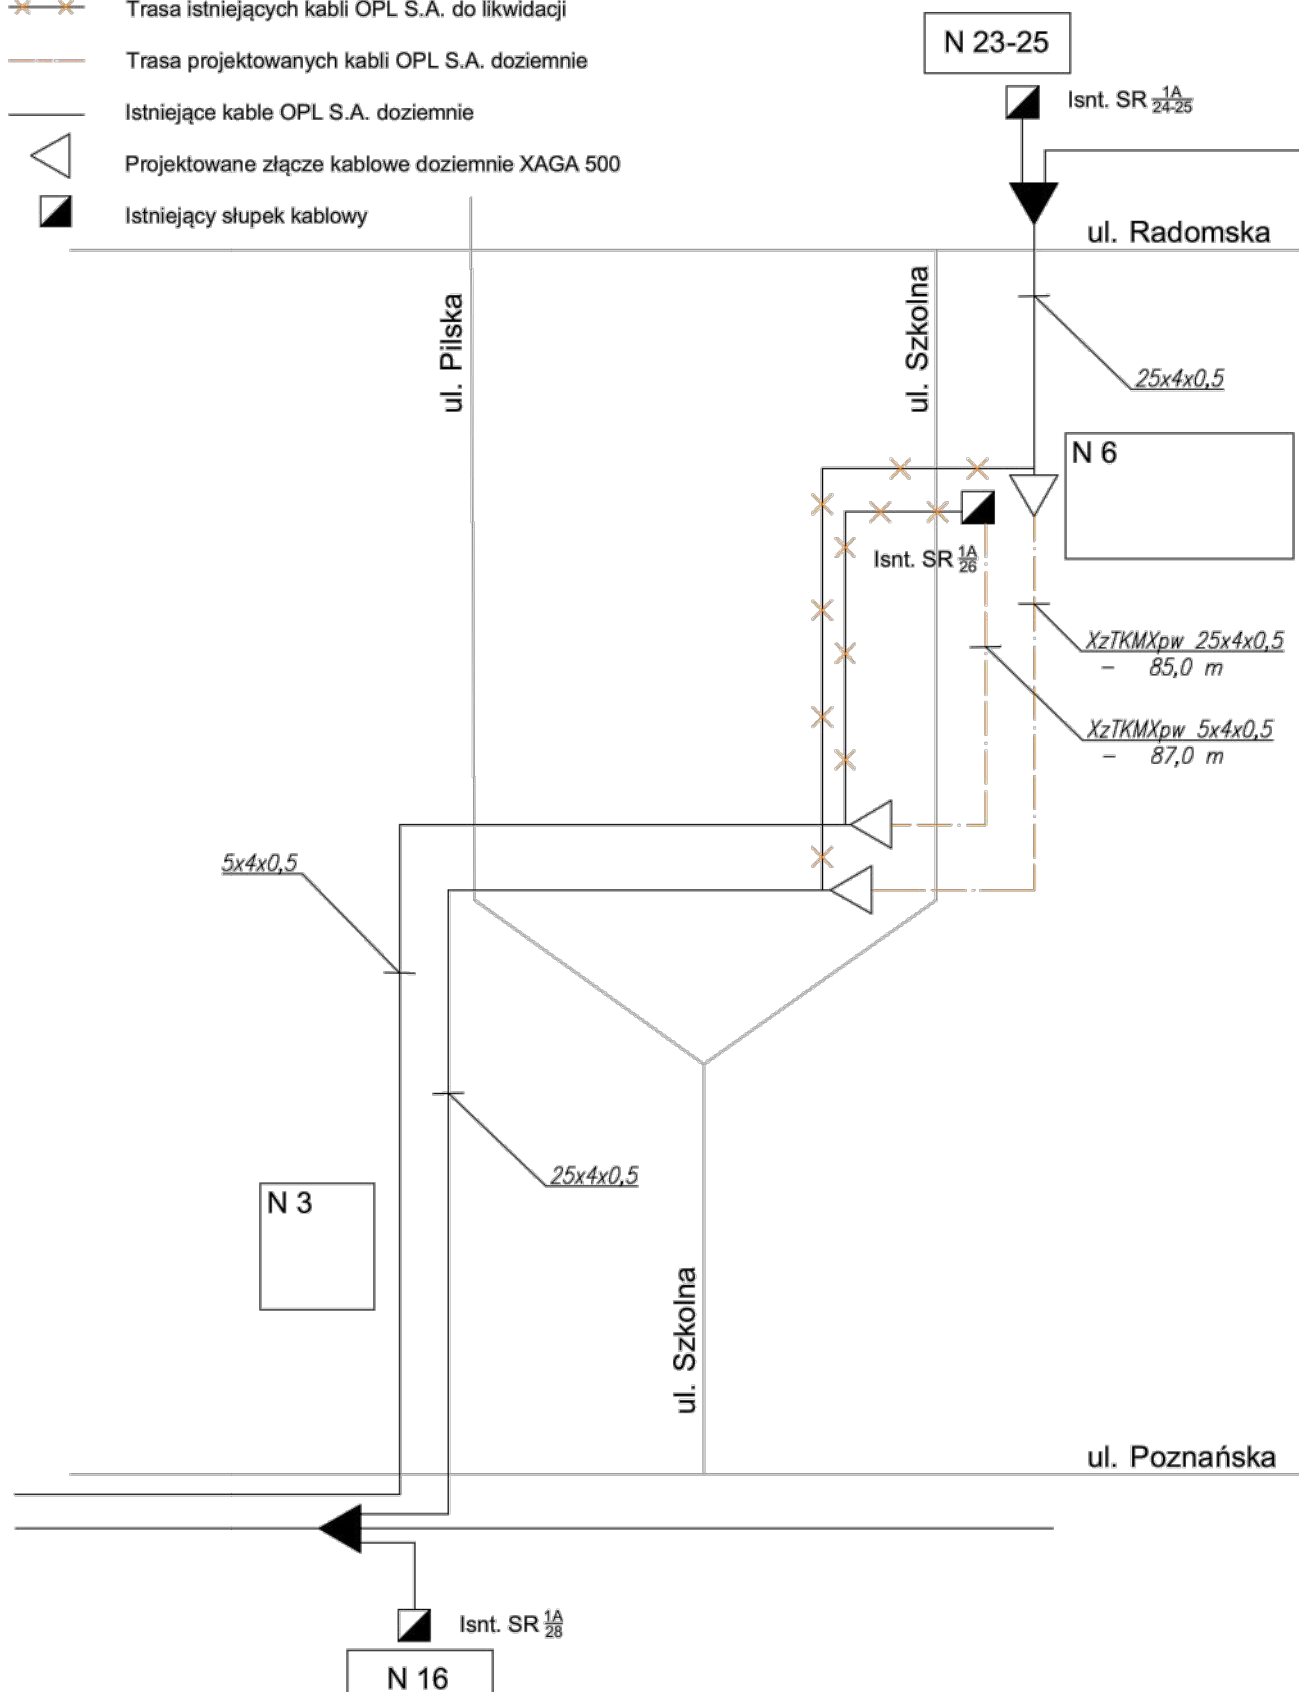 Trasa istniejących kabli OPL S.A. do likwidacji
Trasa projektowanych kabli OPL S.A. doziemnie
Istniejące kable OPL S.A. doziemnie
Projektowane złącze kablowe doziemnie XAGA 500
Istniejący słupek kablowy
N 23-25
Isnt. SR 1A
24-25
ul. Radomska
ul. Pilska
ul. Szkolna
25x4x0,5
N 6
Isnt. SR 1A
26
XzTKMXpw 25x4x0,5
– 85,0 m
XzTKMXpw 5x4x0,5
– 87,0 m
5x4x0,5
25x4x0,5
N 3
ul. Szkolna
ul. Poznańska
Isnt. SR 1A
28
N 16